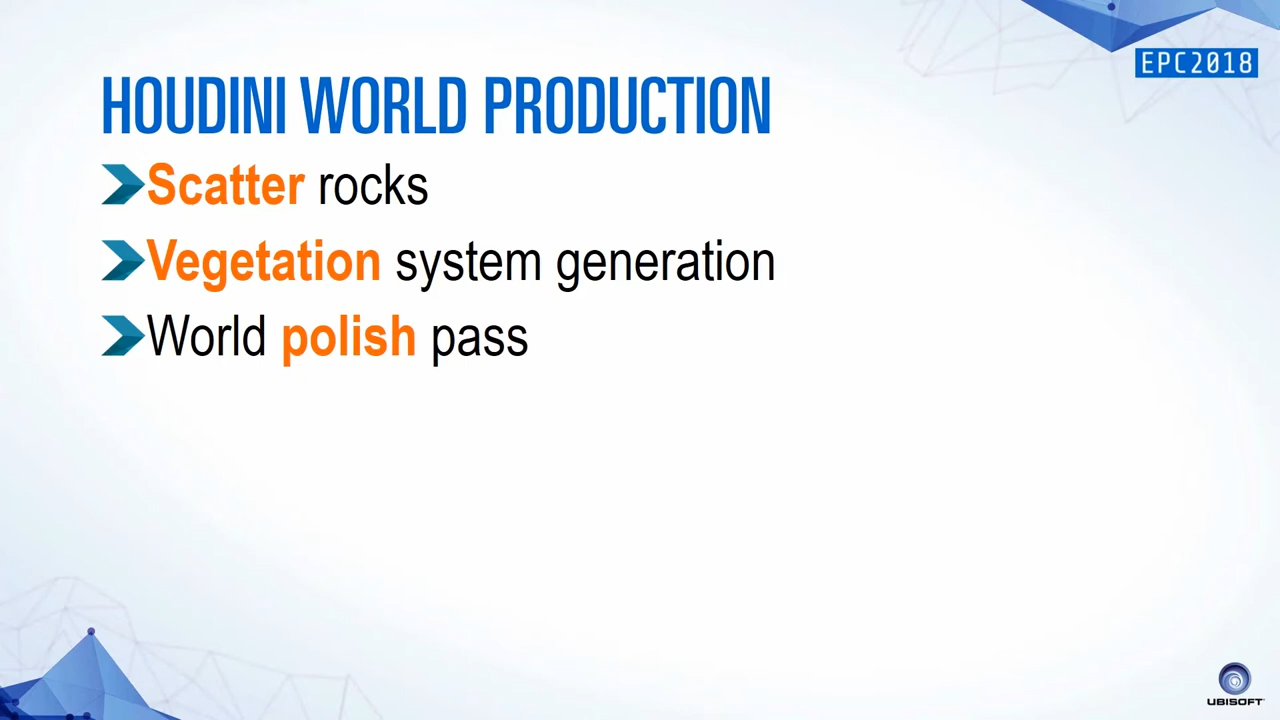 EPC2018
HOUDINI WORLD PRODUCTION
Scatter rocks
Vegetation system generation
World polish pass
UBISOFT